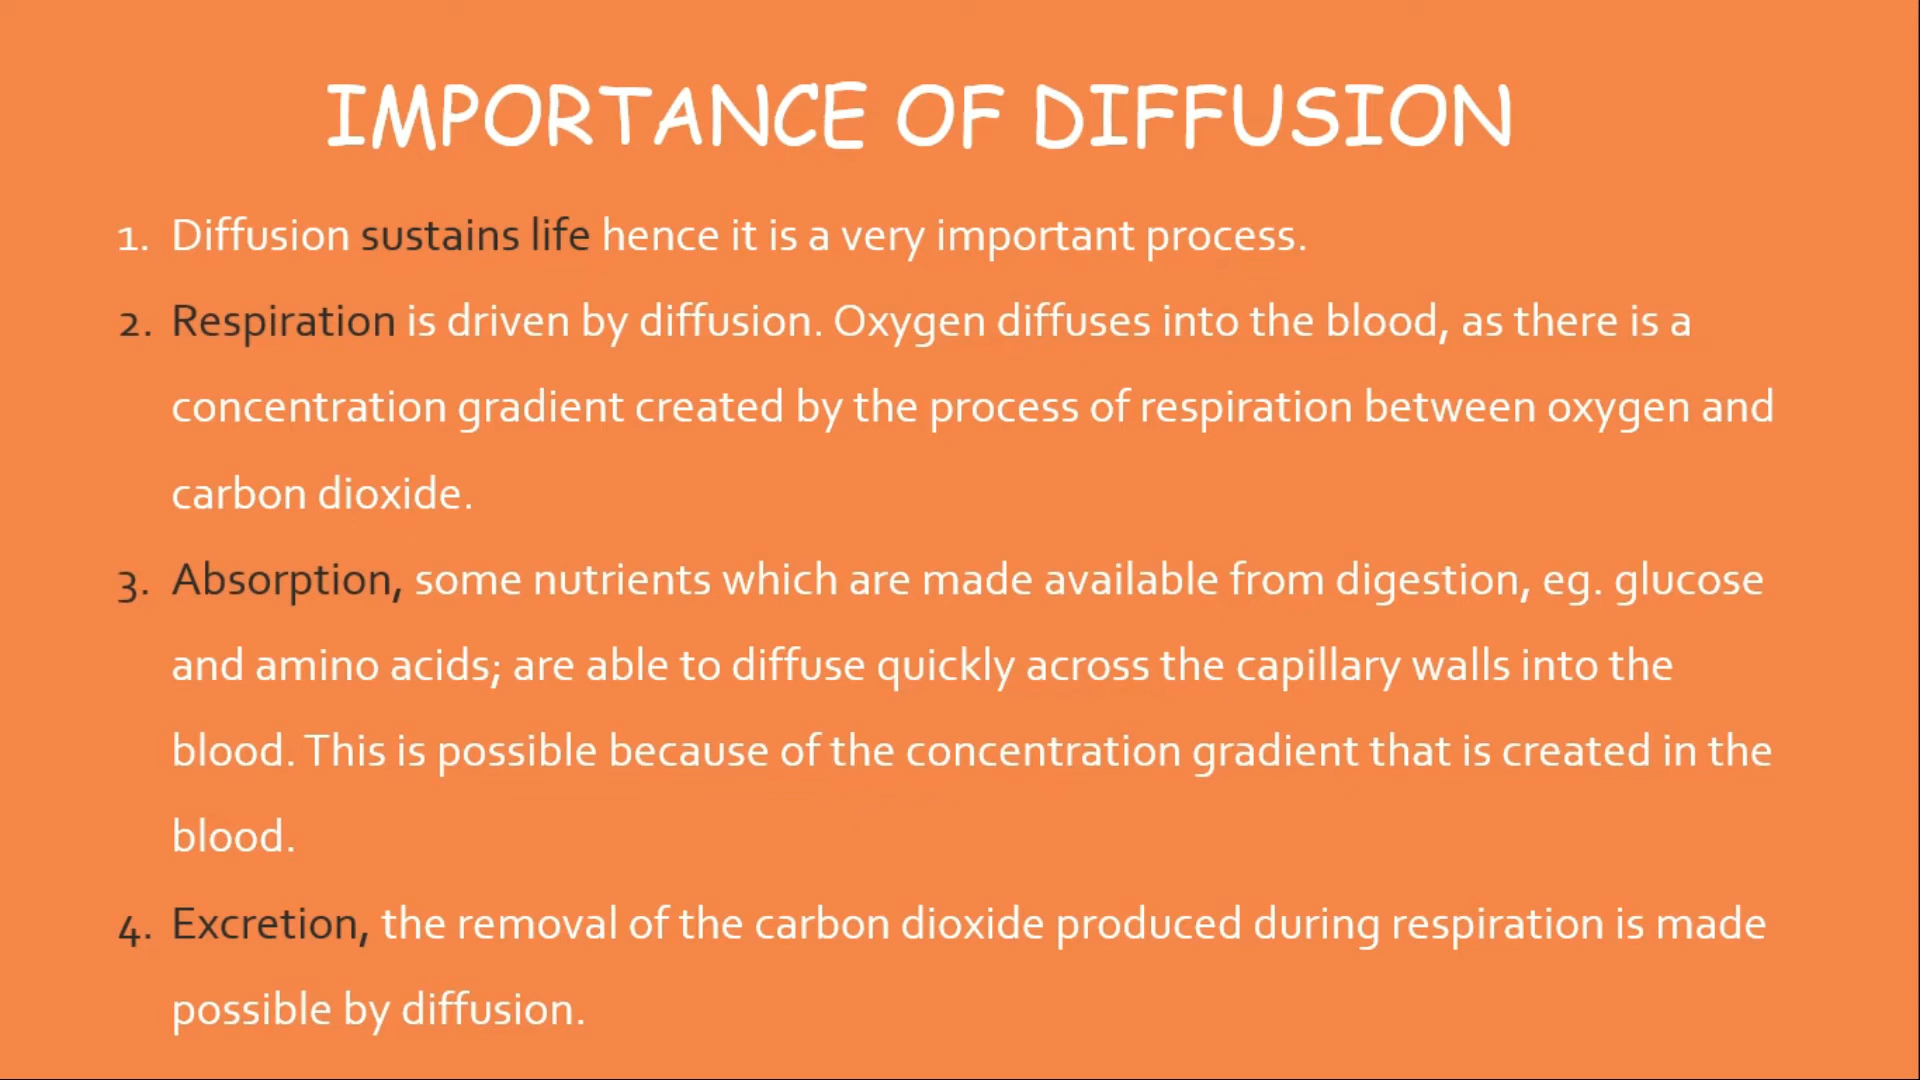 IMPORTANCE OF DIFFUSION
1. Diffusion sustains life hence it is a very important process.
2. Respiration is driven by diffusion. Oxygen diffuses into the blood, as there is a
concentration gradient created by the process of respiration between oxygen and
carbon dioxide.
3. Absorption, some nutrients which are made available from digestion, eg. glucose
and amino acids; are able to diffuse quickly across the capillary walls into the
blood. This is possible because of the concentration gradient that is created in the
blood.
4. Excretion, the removal of the carbon dioxide produced during respiration is made
possible by diffusion.